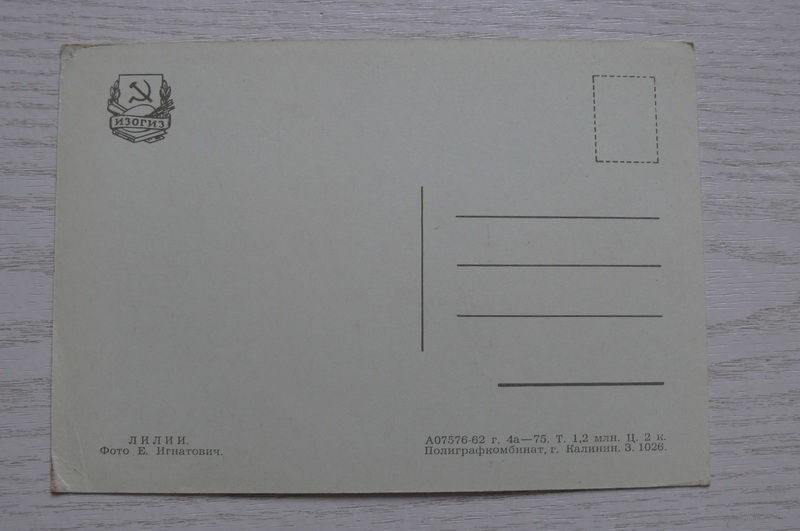 ИЗОГИЗ
ЛИЛИИ.
Фото Е. Игнатович.
А07576-62 г. 4а—75. Т. 1,2 млн. Ц. 2 к.
Полиграфкомбинат, г. Калинин. З. 1026.